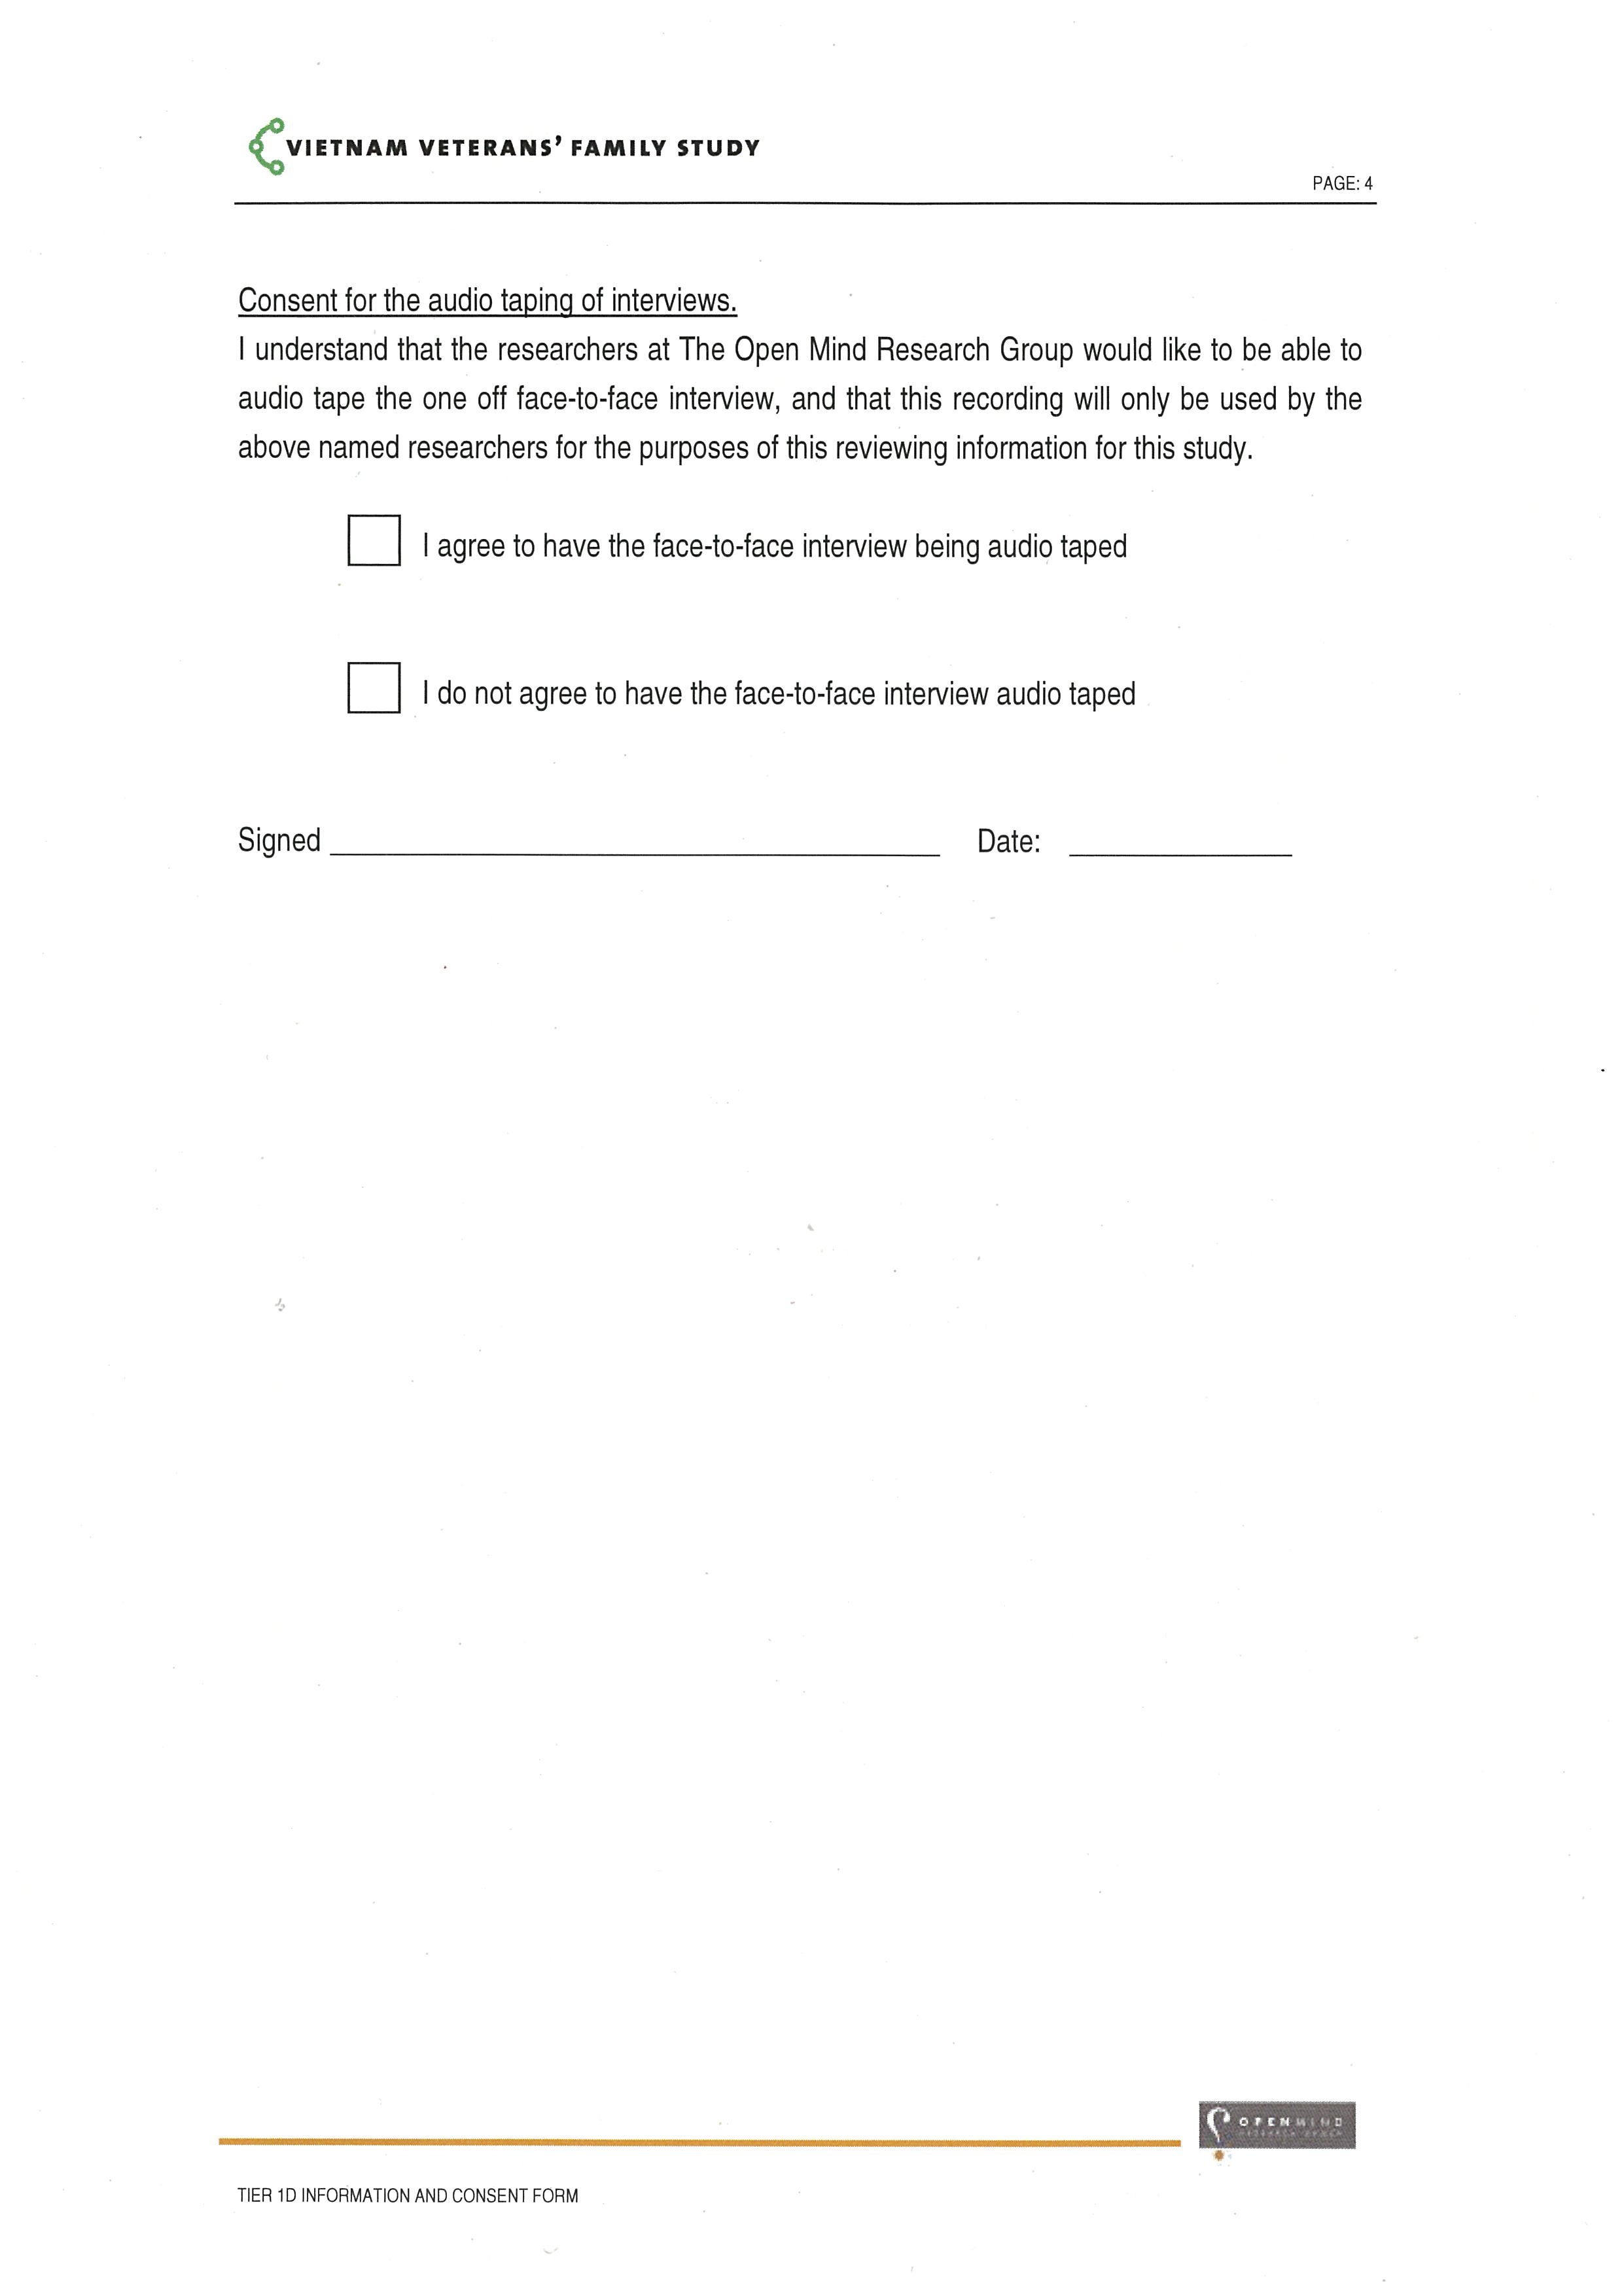 VIETNAM VETERANS’ FAMILY STUDY
PAGE: 4
Consent for the audio taping of interviews.
I understand that the researchers at The Open Mind Research Group would like to be able to
audio tape the one off face-to-face interview, and that this recording will only be used by the
above named researchers for the purposes of this reviewing information for this study.
I agree to have the face-to-face interview being audio taped
I do not agree to have the face-to-face interview audio taped
Signed Date:
OPENMIND
TIER 1D INFORMATION AND CONSENT FORM